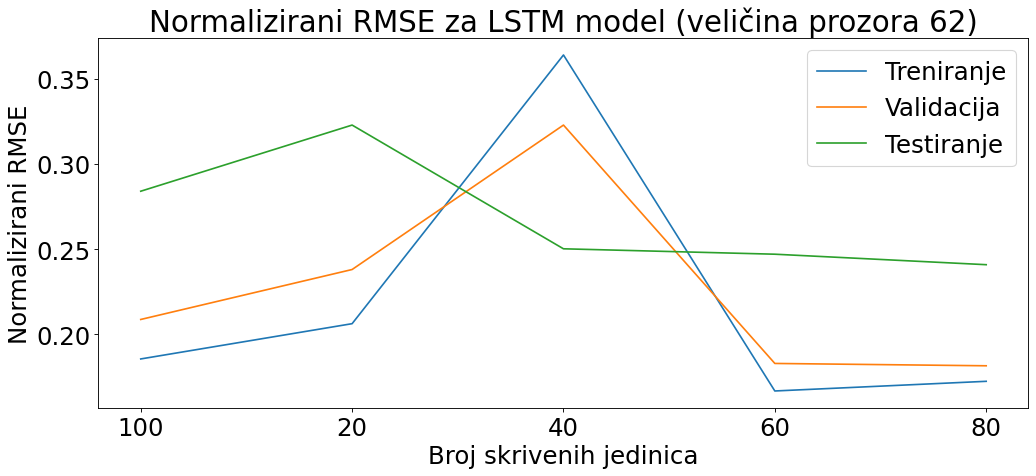 Normalizirani RMSE za LSTM model (veličina prozora 62)
Treniranje
Validacija
Testiranje
Normalizirani RMSE
0.35
0.30
0.25
0.20
100 20 40 60 80
Broj skrivenih jedinica